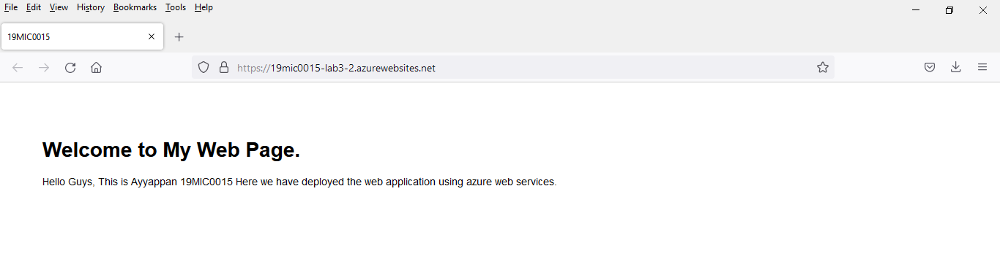 File Edit View History Bookmarks Tools Help
19MIC0015
https://19mic0015-lab3-2.azurewebsites.net
Welcome to My Web Page.
Hello Guys, This is Ayyappan 19MIC0015 Here we have deployed the web application using azure web services.